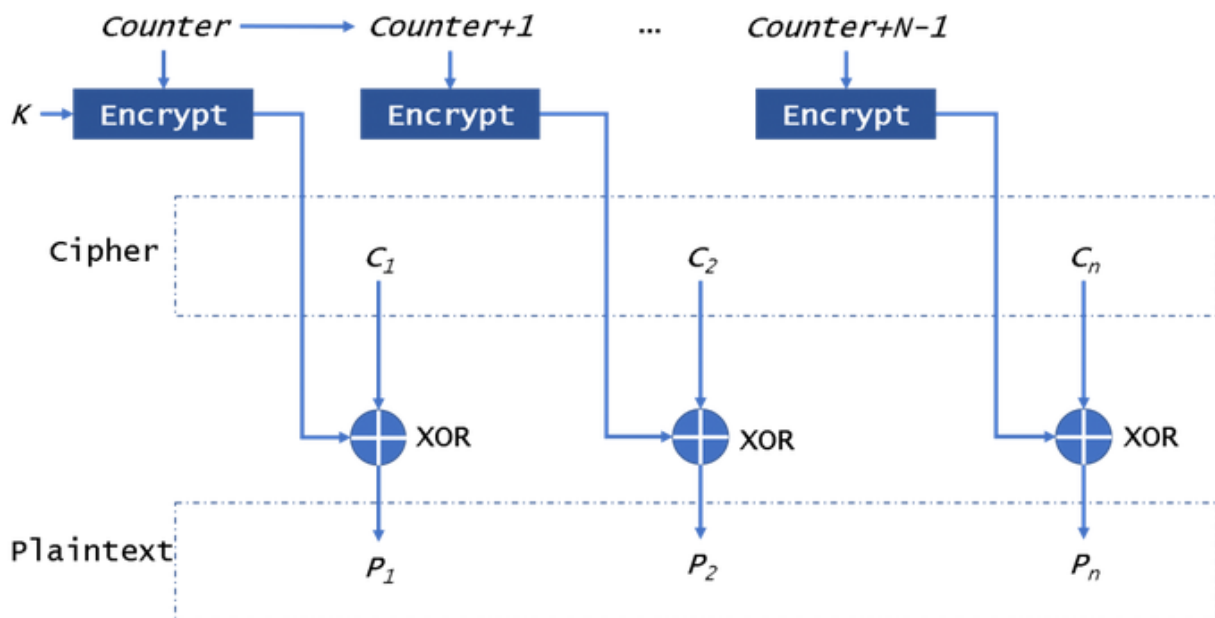 Counter Counter+1 … Counter+N-1
K Encrypt Encrypt Encrypt
Cipher C1 C2 Cn
XOR XOR XOR
Plaintext P1 P2 Pn